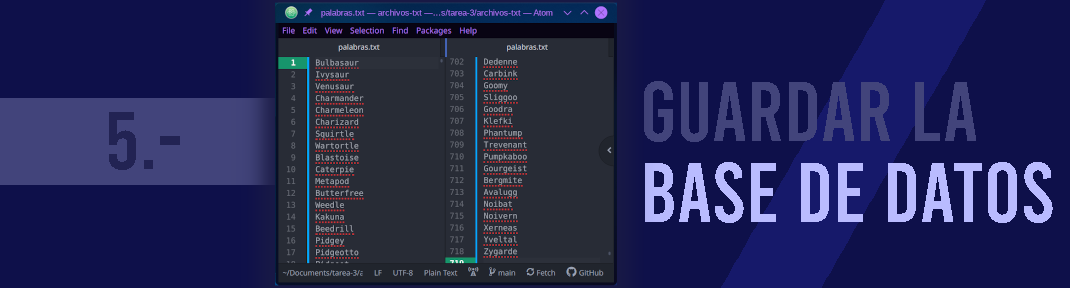 palabras.txt — archivos-txt —...s/tarea-3/archivos-txt — Atom
File Edit View Selection Find Packages Help
palabras.txt
1 Bulbasaur
2 Ivysaur
3 Venusaur
4 Charmander
5 Charmeleon
6 Charizard
7 Squirtle
8 Wartortle
9 Blastoise
10 Caterpie
11 Metapod
12 Butterfree
13 Weedle
14 Kakuna
15 Beedrill
16 Pidgey
17 Pidgeotto
palabras.txt
702 Dedenne
703 Carbink
704 Goomy
705 Sliggoo
706 Goodra
707 Klefki
708 Phantump
709 Trevenant
710 Pumpkaboo
711 Gourgeist
712 Bergmite
713 Avalugg
714 Noibat
715 Noivern
716 Xerneas
717 Yveltal
718 Zygarde
719
~/Documents/tarea-3/a LF UTF-8 Plain Text main Fetch GitHub
5.-
GUARDAR LA
BASE DE DATOS